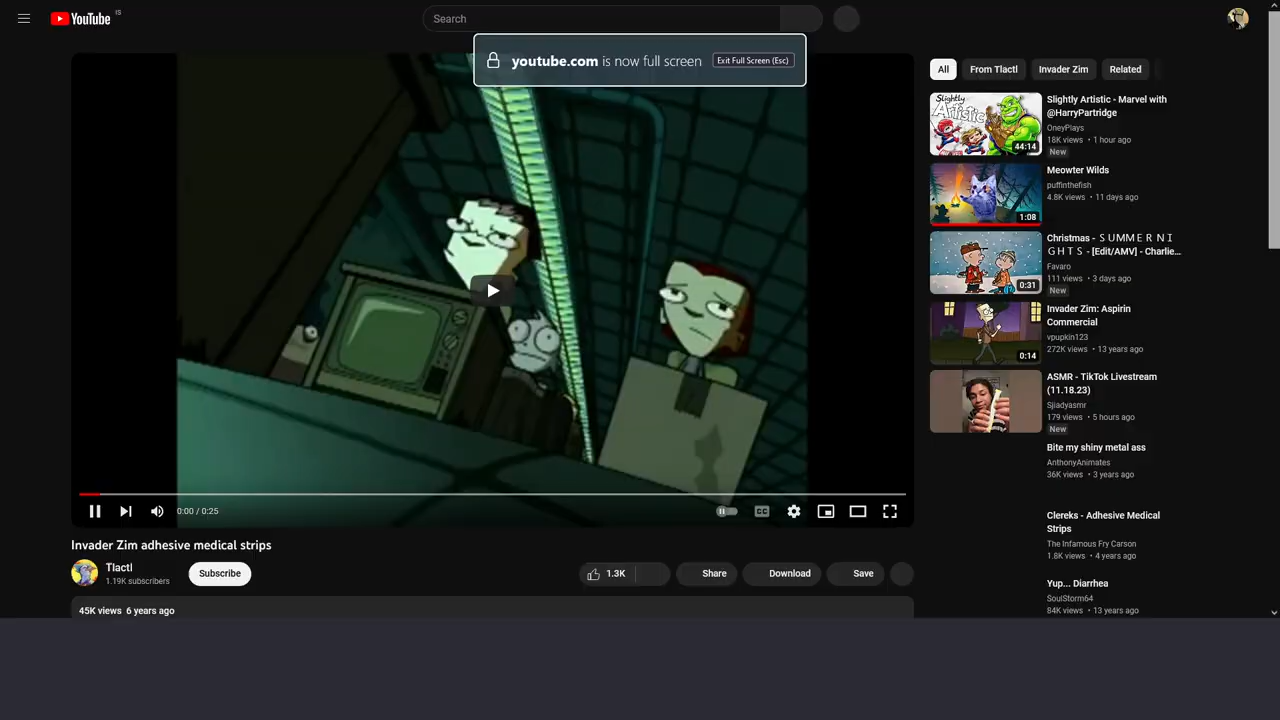 YouTube IS
Search
youtube.com is now full screen
Exit Full Screen (Esc)
All
From Tlactl
Invader Zim
Related
Slightly Artistic
44:14
Slightly Artistic - Marvel with
@HarryPartridge
OneyPlays
18K views • 1 hour ago
New
1:08
Meowter Wilds
puffinthefish
4.8K views • 11 days ago
0:31
Christmas - S U M M E R N I
G H T S - [Edit/AMV] - Charlie...
Favaro
111 views • 3 days ago
New
0:14
Invader Zim: Aspirin
Commercial
vpupkin123
272K views • 13 years ago
ASMR - TikTok Livestream
(11.18.23)
Sjladyasmr
179 views • 5 hours ago
New
Bite my shiny metal ass
AnthonyAnimates
36K views • 3 years ago
Clereks - Adhesive Medical
Strips
The Infamous Fry Carson
1.8K views • 4 years ago
Yup... Diarrhea
SoulStorm64
84K views • 13 years ago
0:00 / 0:25
CC
Invader Zim adhesive medical strips
Tlactl
1.19K subscribers
Subscribe
1.3K
Share
Download
Save
45K views 6 years ago